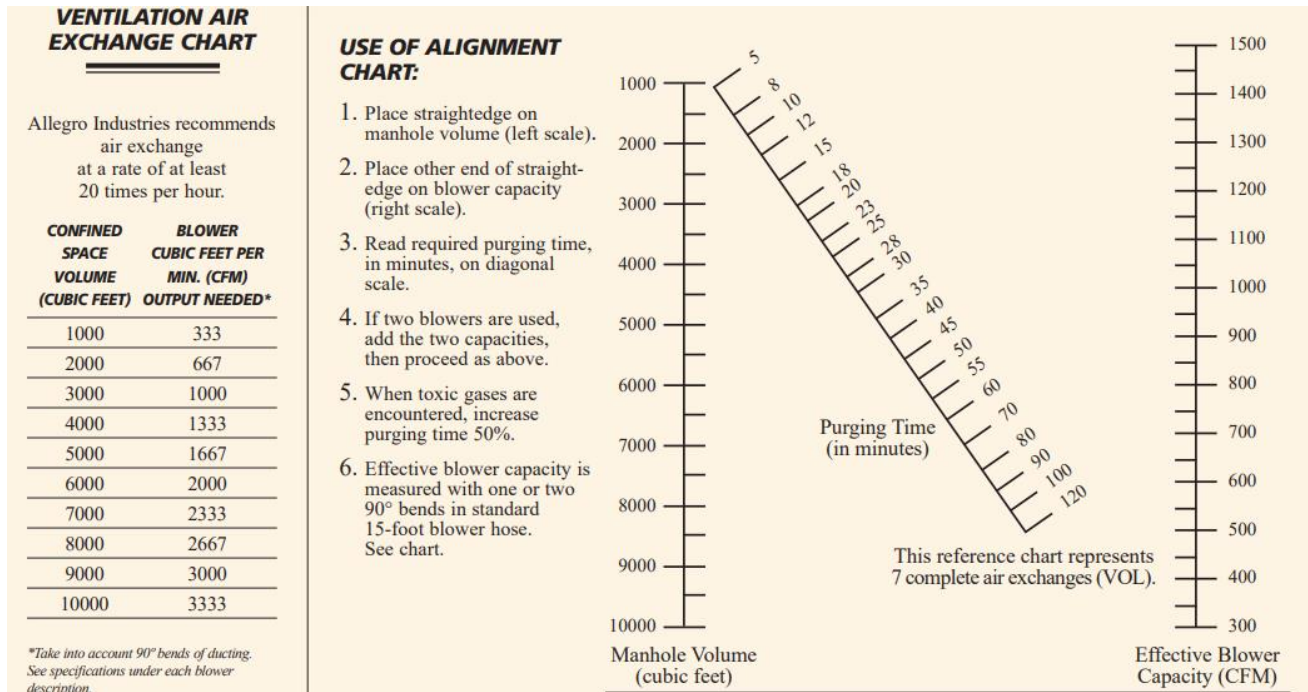 VENTILATION AIR
EXCHANGE CHART
Allegro Industries recommends
air exchange
at a rate of at least
20 times per hour.
CONFINED SPACE VOLUME (CUBIC FEET) BLOWER CUBIC FEET PER MIN. (CFM) OUTPUT NEEDED*
1000 333
2000 667
3000 1000
4000 1333
5000 1667
6000 2000
7000 2333
8000 2667
9000 3000
10000 3333
*Take into account 90° bends of ducting.
See specifications under each blower
description.
USE OF ALIGNMENT
CHART:
1. Place straightedge on
manhole volume (left scale).
2. Place other end of straight-
edge on blower capacity
(right scale).
3. Read required purging time,
in minutes, on diagonal
scale.
4. If two blowers are used,
add the two capacities,
then proceed as above.
5. When toxic gases are
encountered, increase
purging time 50%.
6. Effective blower capacity is
measured with one or two
90° bends in standard
15-foot blower hose.
See chart.
1000
2000
3000
4000
5000
6000
7000
8000
9000
10000
Manhole Volume
(cubic feet)
5
8
10
12
15
18
20
23
25
28
30
35
40
45
50
55
60
70
80
90
100
120
Purging Time
(in minutes)
This reference chart represents
7 complete air exchanges (VOL).
1500
1400
1300
1200
1100
1000
900
800
700
600
500
400
300
Effective Blower
Capacity (CFM)